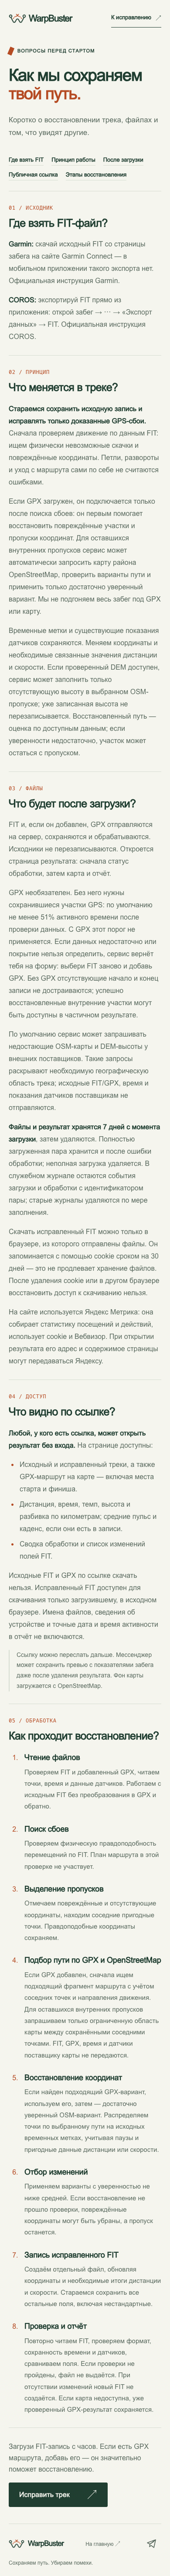 WarpBuster
К исправлению ↗
ВОПРОСЫ ПЕРЕД СТАРТОМ
Как мы сохраняем
твой путь.
Коротко о восстановлении трека, файлах и
том, что увидят другие.
Где взять FIT Принцип работы После загрузки
Публичная ссылка Этапы восстановления
01 / ИСХОДНИК
Где взять FIT-файл?
Garmin: скачай исходный FIT со страницы
забега на сайте Garmin Connect — в
мобильном приложении такого экспорта нет.
Официальная инструкция Garmin.
COROS: экспортируй FIT прямо из
приложения: открой забег → ··· → «Экспорт
данных» → FIT. Официальная инструкция
COROS.
02 / ПРИНЦИП
Что меняется в треке?
Стараемся сохранить исходную запись и
исправлять только доказанные GPS-сбои.
Сначала проверяем движение по данным FIT:
ищем физически невозможные скачки и
повреждённые координаты. Петли, развороты
и уход с маршрута сами по себе не считаются
ошибками.
Если GPX загружен, он подключается только
после поиска сбоев: он первым помогает
восстановить повреждённые участки и
пропуски координат. Для оставшихся
внутренних пропусков сервис может
автоматически запросить карту района
OpenStreetMap, проверить варианты пути и
применить только достаточно уверенный
вариант. Мы не подгоняем весь забег под GPX
или карту.
Временные метки и существующие показания
датчиков сохраняются. Меняем координаты и
необходимые связанные значения дистанции
и скорости. Если проверенный DEM доступен,
сервис может заполнить только
отсутствующую высоту в выбранном OSM-
пропуске; уже записанная высота не
перезаписывается. Восстановленный путь —
оценка по доступным данным; если
уверенности недостаточно, участок может
остаться с пропуском.
03 / ФАЙЛЫ
Что будет после загрузки?
FIT и, если он добавлен, GPX отправляются
на сервер, сохраняются и обрабатываются.
Исходники не перезаписываются. Откроется
страница результата: сначала статус
обработки, затем карта и отчёт.
GPX необязателен. Без него нужны
сохранившиеся участки GPS: по умолчанию
не менее 51% активного времени после
проверки данных. С GPX этот порог не
применяется. Если данных недостаточно или
покрытие нельзя определить, сервис вернёт
тебя на форму: выбери FIT заново и добавь
GPX. Без GPX отсутствующие начало и конец
записи не достраиваются; успешно
восстановленные внутренние участки могут
быть доступны в частичном результате.
По умолчанию сервис может запрашивать
недостающие OSM-карты и DEM-высоты у
внешних поставщиков. Такие запросы
раскрывают необходимую географическую
область трека; исходные FIT/GPX, время и
показания датчиков поставщикам не
отправляются.
Файлы и результат хранятся 7 дней с момента
загрузки, затем удаляются. Полностью
загруженная пара хранится и после ошибки
обработки; неполная загрузка удаляется. В
служебном журнале остаются события
загрузки и обработки с идентификатором
пары; старые журналы удаляются по мере
заполнения.
Скачать исправленный FIT можно только в
браузере, из которого отправлены файлы. Он
запоминается с помощью cookie сроком на 30
дней — это не продлевает хранение файлов.
После удаления cookie или в другом браузере
восстановить доступ к скачиванию нельзя.
На сайте используется Яндекс Метрика: она
собирает статистику посещений и действий,
использует cookie и Вебвизор. При открытии
результата его адрес и содержимое страницы
могут передаваться Яндексу.
04 / ДОСТУП
Что видно по ссылке?
Любой, у кого есть ссылка, может открыть
результат без входа. На странице доступны:
• Исходный и исправленный треки, а также
GPX-маршрут на карте — включая места
старта и финиша.
• Дистанция, время, темп, высота и
разбивка по километрам; средние пульс и
каденс, если они есть в записи.
• Сводка обработки и список изменений
полей FIT.
Исходные FIT и GPX по ссылке скачать
нельзя. Исправленный FIT доступен для
скачивания только загрузившему, в исходном
браузере. Имена файлов, сведения об
устройстве и точные дата и время активности
в отчёт не включаются.
Ссылку можно переслать дальше. Мессенджер
может сохранить превью с показателями забега
даже после удаления результата. Фон карты
загружается с OpenStreetMap.
05 / ОБРАБОТКА
Как проходит восстановление?
1. Чтение файлов
Проверяем FIT и добавленный GPX, читаем
точки, время и данные датчиков. Работаем с
исходным FIT без преобразования в GPX и
обратно.
2. Поиск сбоев
Проверяем физическую правдоподобность
перемещений по FIT. План маршрута в этой
проверке не участвует.
3. Выделение пропусков
Отмечаем повреждённые и отсутствующие
координаты, находим соседние пригодные
точки. Правдоподобные координаты
сохраняем.
4. Подбор пути по GPX и OpenStreetMap
Если GPX добавлен, сначала ищем
подходящий фрагмент маршрута с учётом
соседних точек и направления движения.
Для оставшихся внутренних пропусков
запрашиваем только ограниченную область
карты между сохранёнными соседними
точками. FIT, GPX, время и датчики
поставщику карты не передаются.
5. Восстановление координат
Если найден подходящий GPX-вариант,
используем его, затем — достаточно
уверенный OSM-вариант. Распределяем
точки по выбранному пути на исходных
временных метках, учитывая паузы и
пригодные данные дистанции или скорости.
6. Отбор изменений
Применяем варианты с уверенностью не
ниже средней. Если восстановление не
прошло проверки, повреждённые
координаты могут быть убраны, а пропуск
останется.
7. Запись исправленного FIT
Создаём отдельный файл, обновляя
координаты и необходимые поля дистанции
и скорости. Стараемся сохранить все
остальные поля, включая нестандартные.
8. Проверка и отчёт
Повторно читаем FIT, проверяем формат,
сохранность времени и датчиков,
сравниваем поля. Если проверки не
пройдены, файл не выдаётся. При
отсутствии изменений новый FIT не
создаётся. Если карта недоступна, уже
проверенный GPX-результат сохраняется.
Загрузи FIT-запись с часов. Если есть GPX
маршрута, добавь его — он значительно
поможет восстановлению.
Исправить трек ↗
WarpBuster
На главную ↗
Сохраняем путь. Убираем помехи.